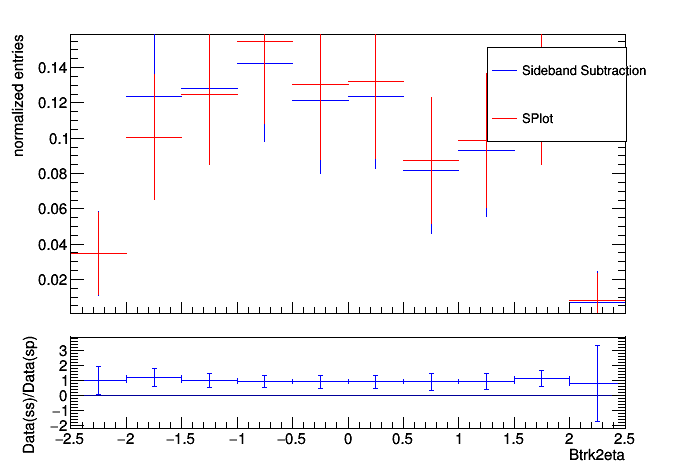 normalized entries
0.14
0.12
0.1
0.08
0.06
0.04
0.02
Sideband Subtraction
SPlot
Data(ss)/Data(sp)
3
2
1
0
−1
−2
−2.5 −2 −1.5 −1 −0.5 0 0.5 1 1.5 2 2.5
Btrk2eta